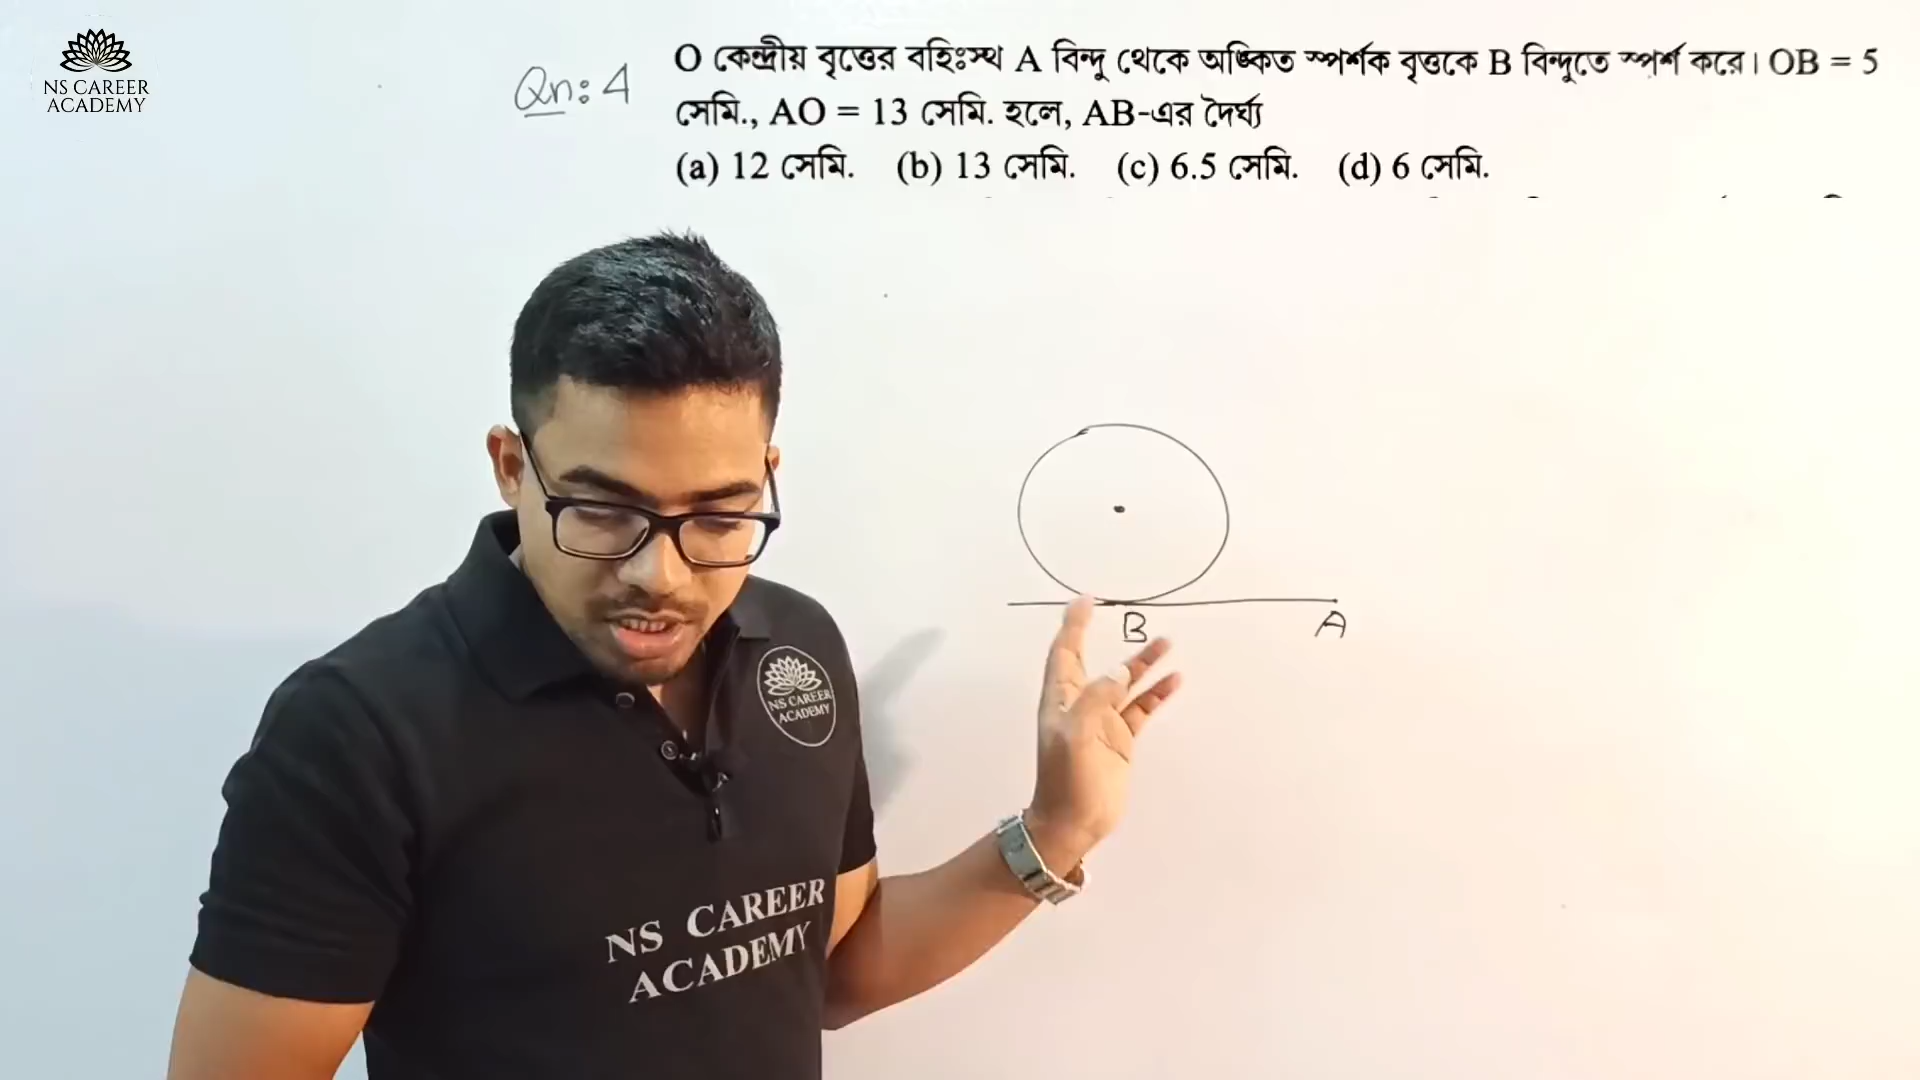 NS CAREER
ACADEMY
Qn: 4
O কেন্দ্রীয় বৃত্তের বহিঃস্থ A বিন্দু থেকে অঙ্কিত স্পর্শক বৃত্তকে B বিন্দুতে স্পর্শ করে। OB = 5
সেমি., AO = 13 সেমি. হলে, AB-এর দৈর্ঘ্য
(a) 12 সেমি. (b) 13 সেমি. (c) 6.5 সেমি. (d) 6 সেমি.
B
A
NS CAREER
ACADEMY
NS CAREER
ACADEMY